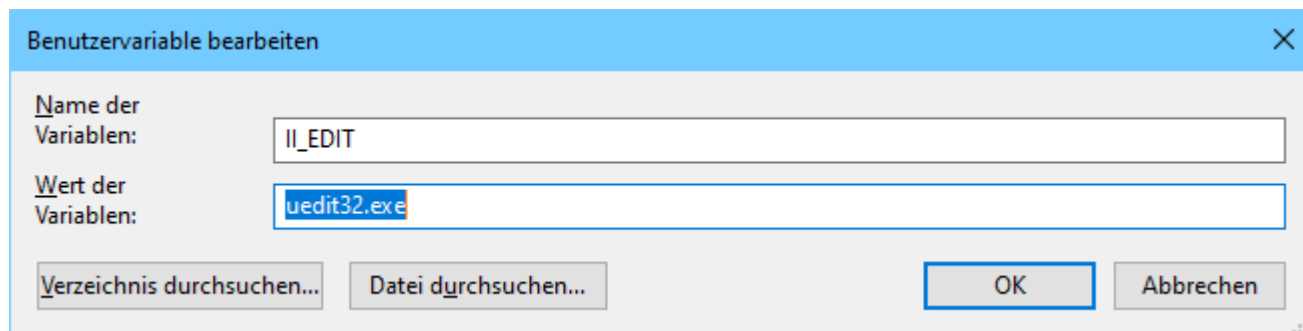 Benutzervariable bearbeiten
Name der
Variablen:
II_EDIT
Wert der
Variablen:
uedit32.exe
Verzeichnis durchsuchen... Datei durchsuchen... OK Abbrechen